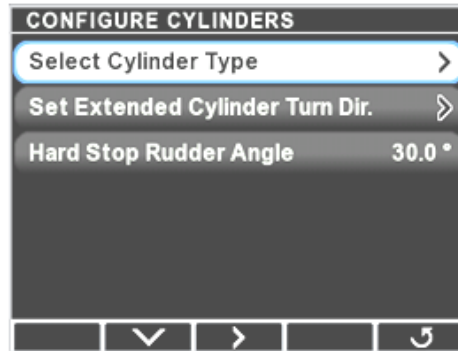 CONFIGURE CYLINDERS
Select Cylinder Type
Set Extended Cylinder Turn Dir.
Hard Stop Rudder Angle 30.0 °